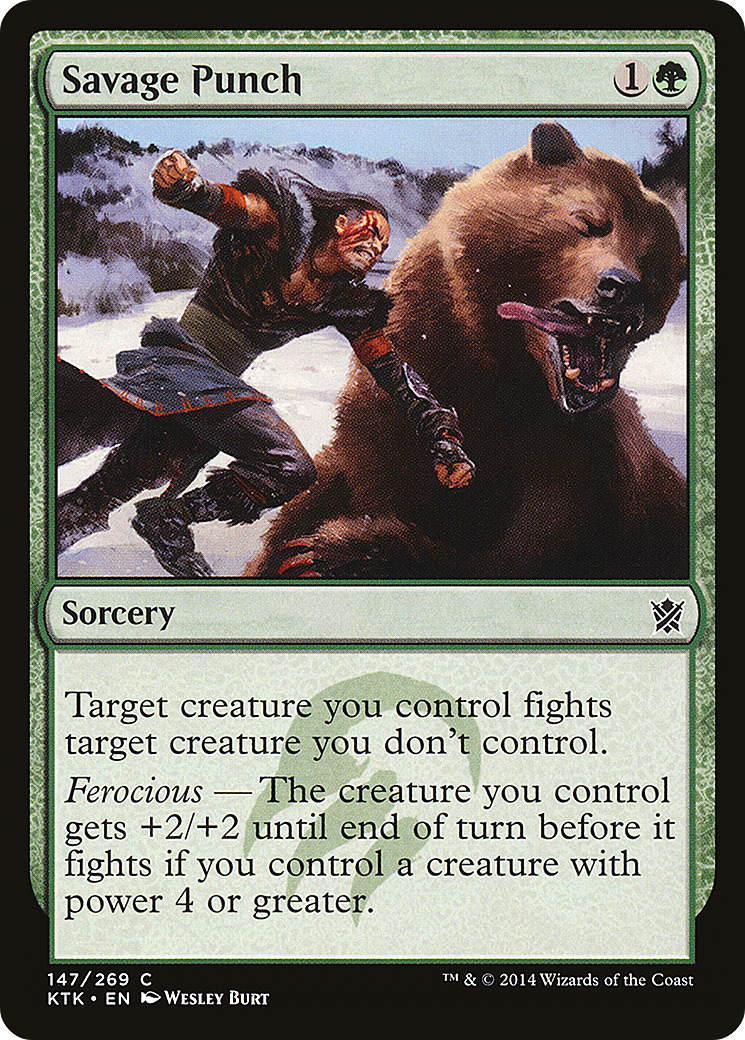 Savage Punch 1
Sorcery
Target creature you control fights
target creature you don't control.
Ferocious — The creature you control
gets +2/+2 until end of turn before it
fights if you control a creature with
power 4 or greater.
147/269 C
KTK • EN Wesley Burt
™ & © 2014 Wizards of the Coast